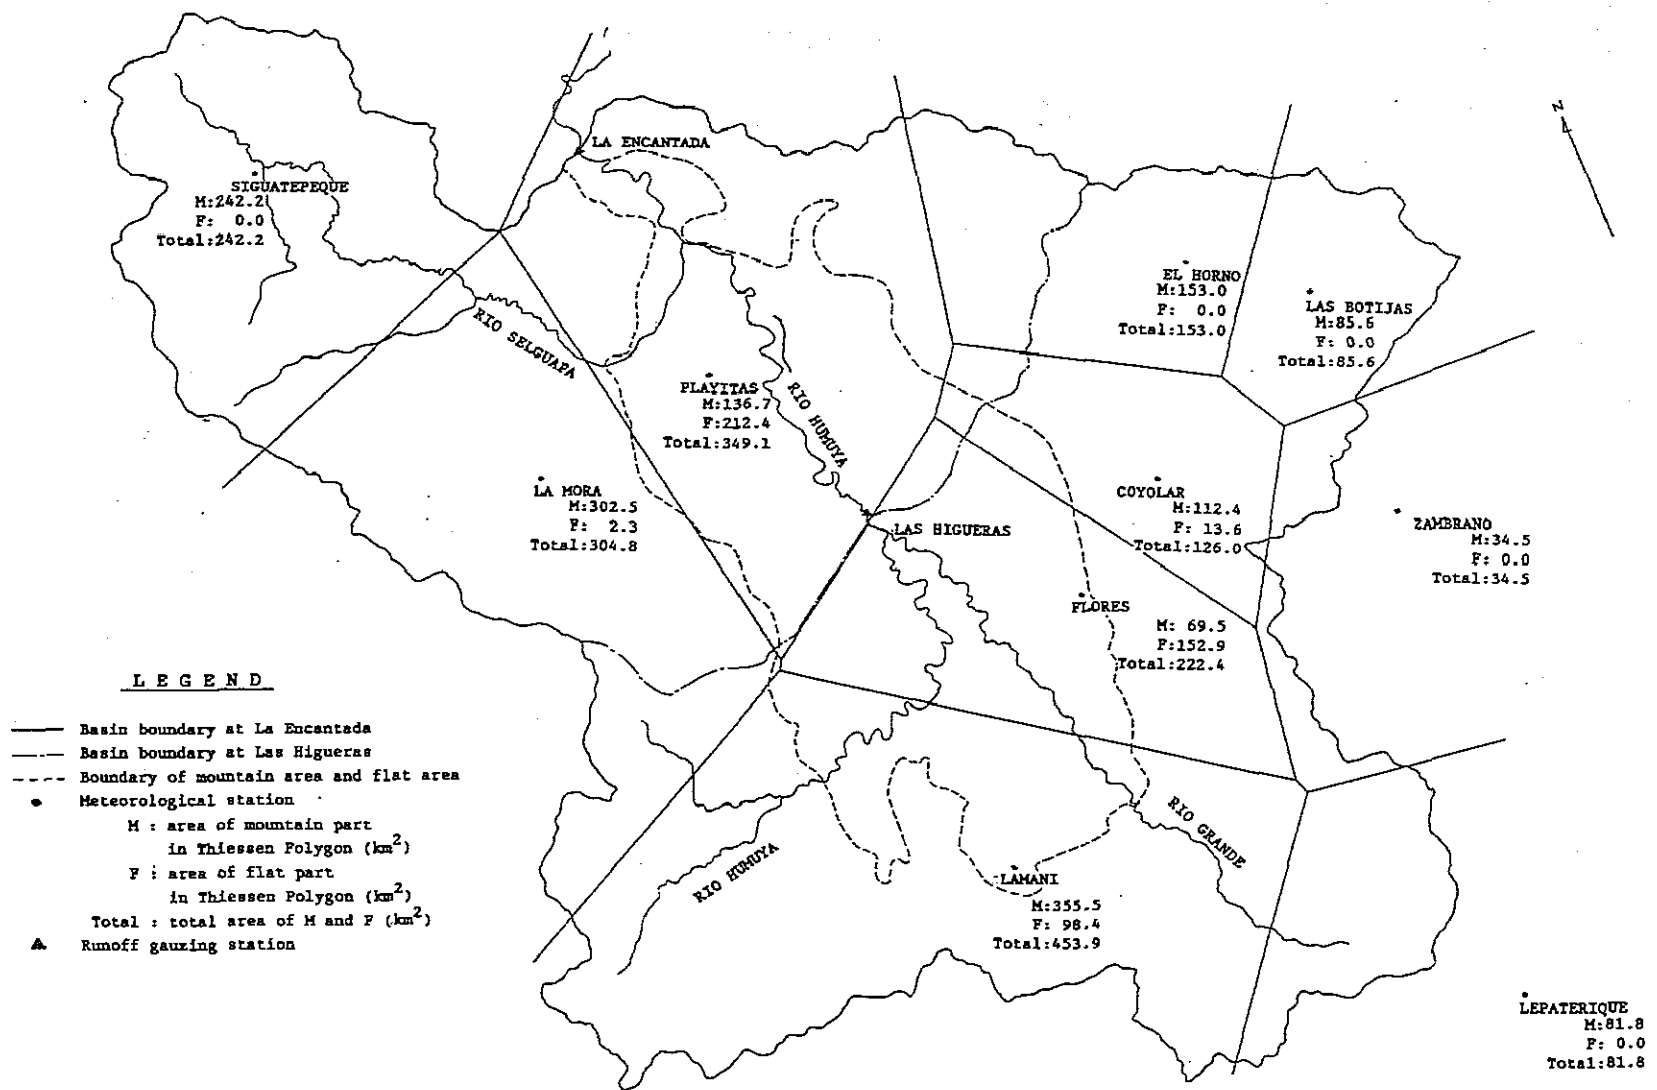 N
LA ENCANTADA
SIGUATEPEQUE
M:242.2
F: 0.0
Total:242.2
EL HORNO
M:153.0
F: 0.0
Total:153.0
LAS BOTIJAS
M:85.6
F: 0.0
Total:85.6
RIO SELGUAPA
PLAYITAS
M:136.7
F:212.4
Total:349.1
RIO HUMUYA
LA MORA
M:302.5
F: 2.3
Total:304.8
LAS HIGUERAS
COYOLAR
M:112.4
F: 13.6
Total:126.0
ZAMBRANO
M:34.5
F: 0.0
Total:34.5
FLORES
M: 69.5
F:152.9
Total:222.4
LEGEND
Basin boundary at La Encantada
Basin boundary at Las Higueras
Boundary of mountain area and flat area
Meteorological station
M : area of mountain part
in Thiessen Polygon (km²)
F : area of flat part
in Thiessen Polygon (km²)
Total : total area of M and F (km²)
Runoff gauzing station
RIO HUMUYA
RIO GRANDE
LAMANI
M:355.5
F: 98.4
Total:453.9
LEPATERIQUE
M:81.8
F: 0.0
Total:81.8